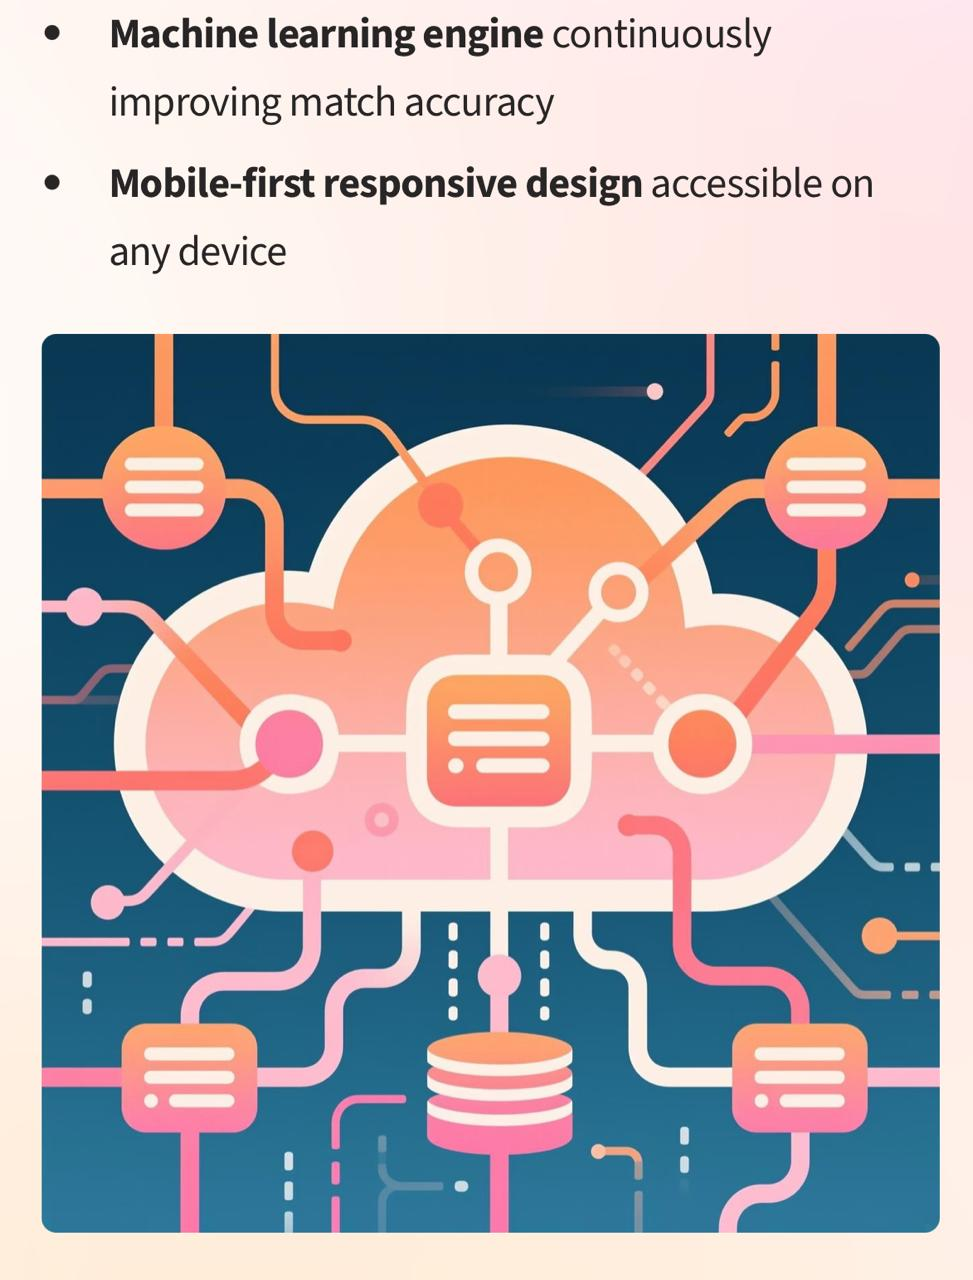 • Machine learning engine continuously
improving match accuracy
• Mobile-first responsive design accessible on
any device